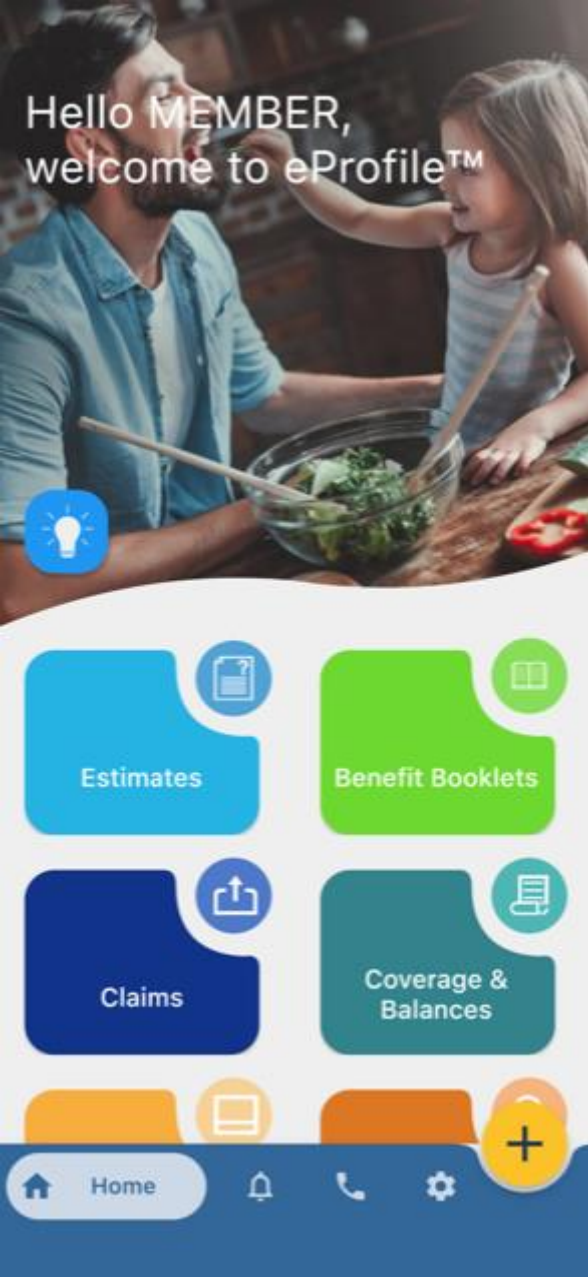 Hello MEMBER,
welcome to eProfile™
Estimates
Benefit Booklets
Claims
Coverage &
Balances
Home